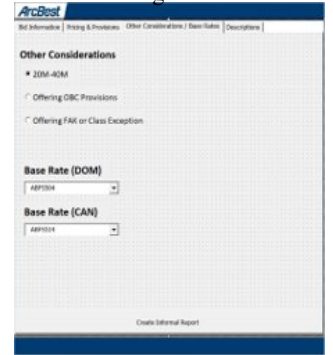 ArcBest
Bid Information | Pricing & Provisions | Other Considerations / Base Rates | Descriptions
Other Considerations
20M-40M
Offering OBC Provisions
Offering FAK or Class Exception
Base Rate (DOM)
Base Rate (CAN)
Create Informal Report